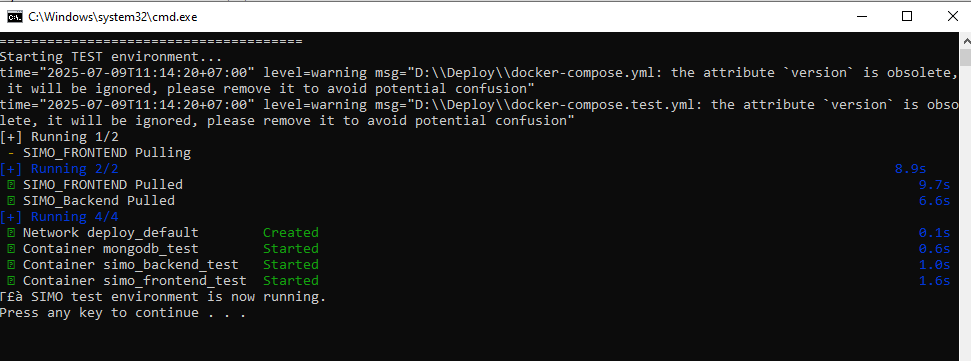 C:\Windows\system32\cmd.exe
======================================
Starting TEST environment...
time="2025-07-09T11:14:20+07:00" level=warning msg="D:\\Deploy\\docker-compose.yml: the attribute `version` is obsolete,
 it will be ignored, please remove it to avoid potential confusion"
time="2025-07-09T11:14:20+07:00" level=warning msg="D:\\Deploy\\docker-compose.test.yml: the attribute `version` is obso
lete, it will be ignored, please remove it to avoid potential confusion"
[+] Running 1/2
 - SIMO_FRONTEND Pulling
[+] Running 2/2 8.9s
SIMO_FRONTEND Pulled 9.7s
SIMO_Backend Pulled 6.6s
[+] Running 4/4
Network deploy_default Created 0.1s
Container mongodb_test Started 0.6s
Container simo_backend_test Started 1.0s
Container simo_frontend_test Started 1.6s
Γ£à SIMO test environment is now running.
Press any key to continue . . .